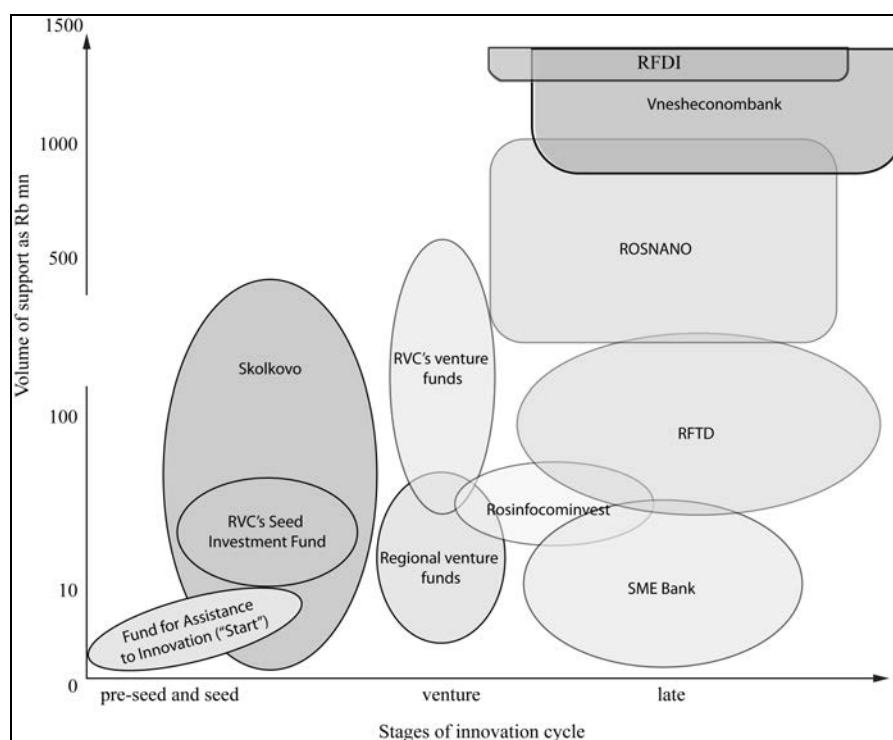 1500
RFDI
Vnesheconombank
1000
Volume of support as Rb mn
500
ROSNANO
Skolkovo
RVC's venture
funds
100
RFTD
RVC's Seed
Investment Fund
Rosinfocominvest
Regional venture
funds
10
SME Bank
Fund for Assistance
to Innovation ("Start")
0
pre-seed and seed
venture
late
Stages of innovation cycle